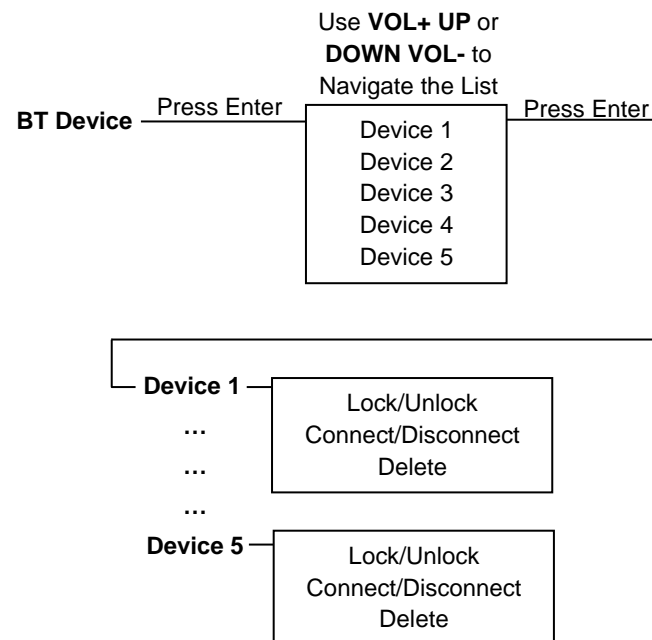 Use VOL+ UP or
DOWN VOL- to
Navigate the List
BT Device
Press Enter
Device 1
Device 2
Device 3
Device 4
Device 5
Press Enter
Device 1
Lock/Unlock
Connect/Disconnect
Delete
...
...
...
Device 5
Lock/Unlock
Connect/Disconnect
Delete